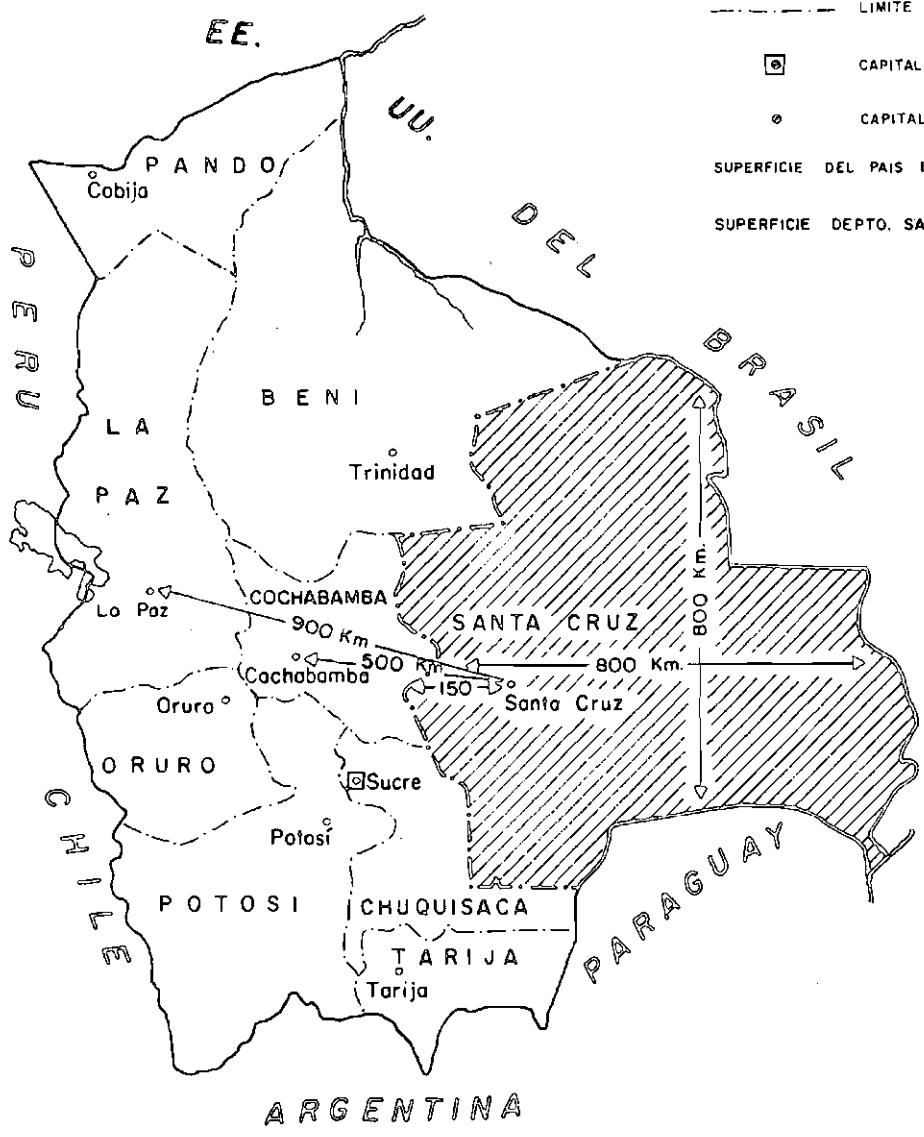 LIMITE
CAPITAL
CAPITAL
SUPERFICIE DEL PAIS
SUPERFICIE DEPTO. SA
EE.
UU.
DEL
BRASIL
PERU
PANDO
Cobija
BENI
LA
PAZ
Trinidad
La Paz
COCHABAMBA
900 Km
500 Km
Cachabamba
SANTA CRUZ
800 Km.
800 Km.
150
Santa Cruz
Oruro
ORURO
Sucre
Potosí
POTOSI
CHUQUISACA
TARIJA
Tarija
CHILE
PARAGUAY
ARGENTINA